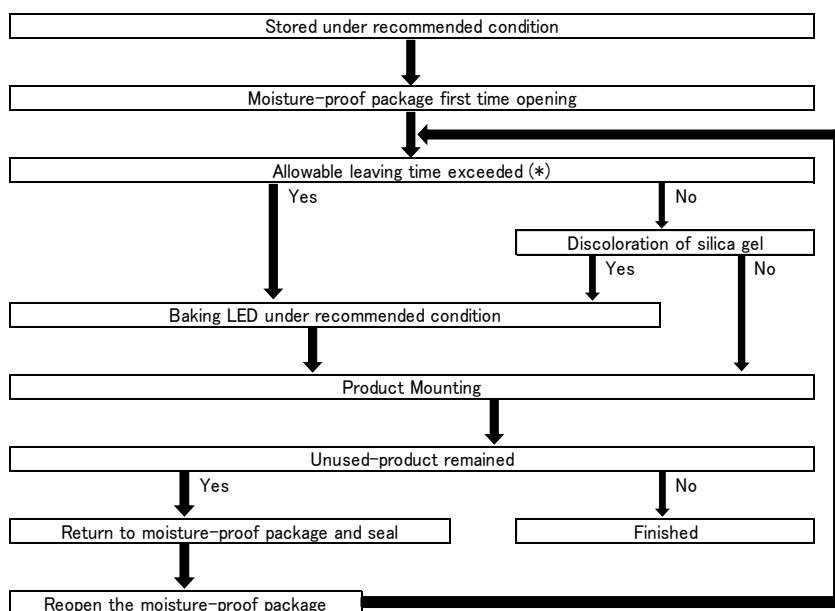 Stored under recommended condition
Moisture-proof package first time opening
Allowable leaving time exceeded (*)
Yes
No
Discoloration of silica gel
Yes
No
Baking LED under recommended condition
Product Mounting
Unused-product remained
Yes
No
Return to moisture-proof package and seal
Finished
Reopen the moisture-proof package